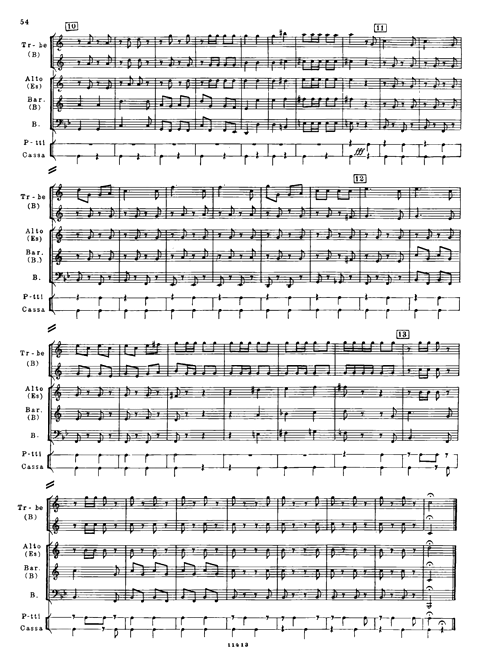 54
10
11
Tr-be
(B)
Alto
(Es)
Bar.
(B)
B.
P-tti
Cassa
fff
12
Tr-be
(B)
Alto
(Es)
Bar.
(B.)
B.
P-tti
Cassa
13
Tr-be
(B)
Alto
(Es)
Bar.
(B)
B.
P-tti
Cassa
Tr-be
(B)
Alto
(Es)
Bar.
(B)
B.
P-tti
Cassa
11613